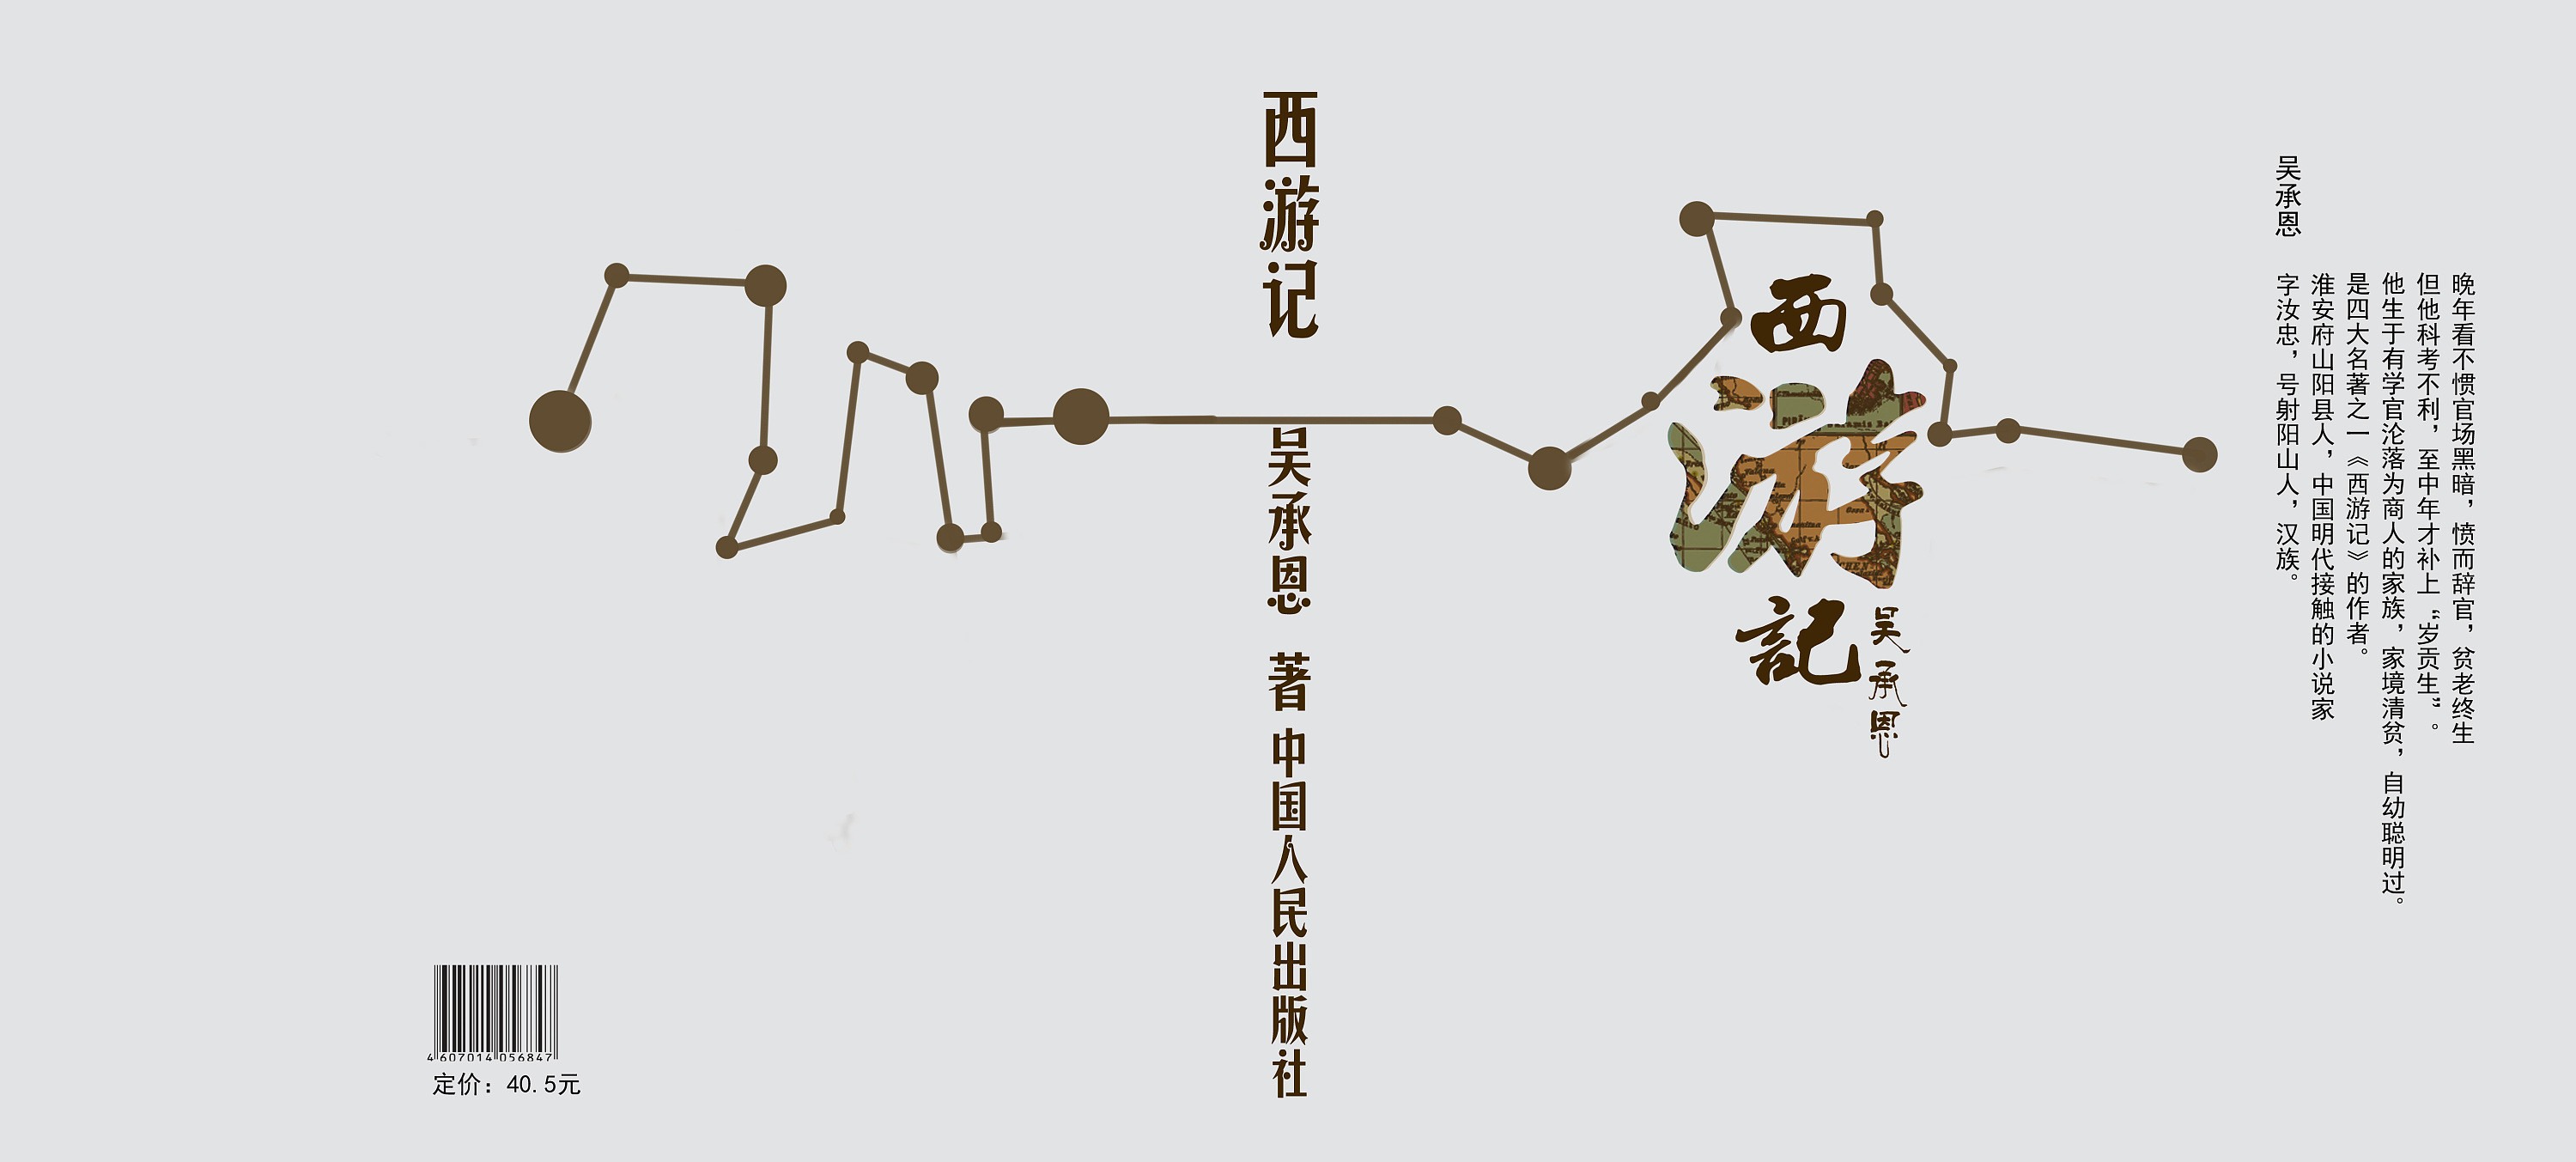 西游记
吴承恩 著
中国人民出版社
西
游
記
吴承恩
吴承恩
字汝忠，号射阳山人，汉族。
淮安府山阳县人，中国明代接触的小说家
是四大名著之一《西游记》的作者。
他生于有学官沦落为商人的家族，家境清贫，自幼聪明过。
但他科考不利，至中年才补上“岁贡生”。
晚年看不惯官场黑暗，愤而辞官，贫老终生
4 607014 056847
定价：40.5元